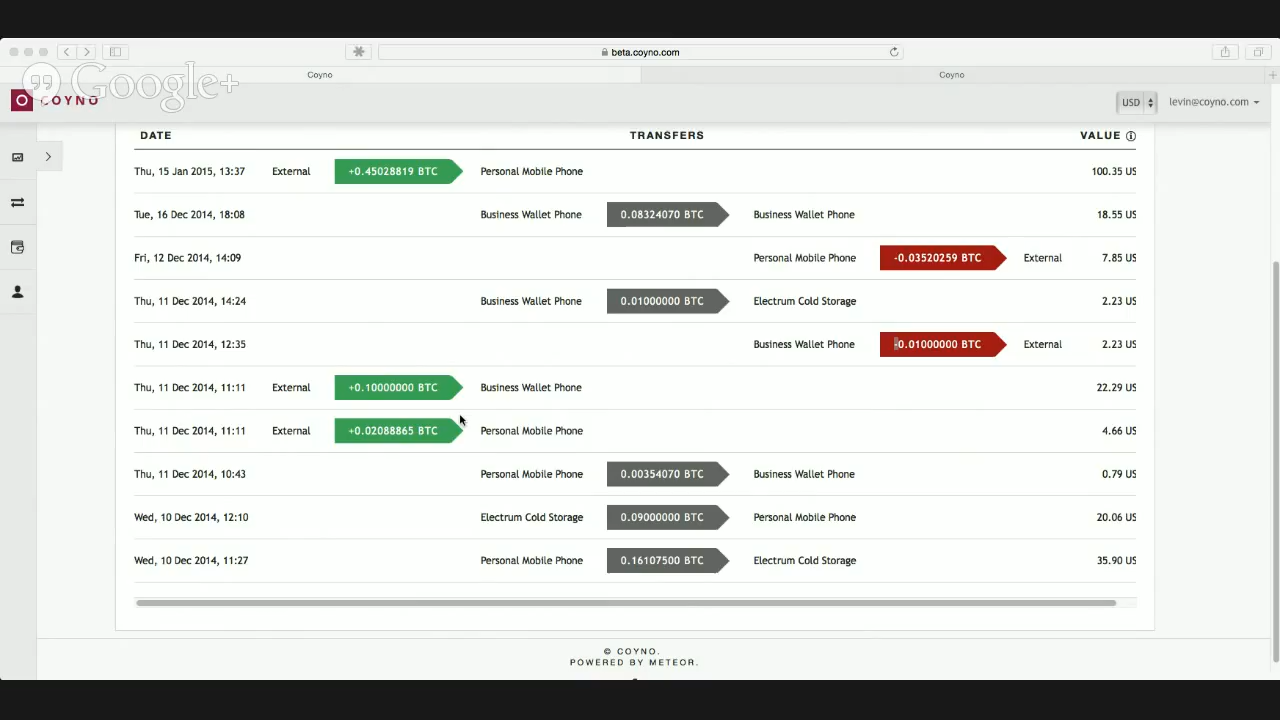 beta.coyno.com
Coyno
Coyno
Google+
COYNO
USD
levin@coyno.com
DATE TRANSFERS VALUE
Thu, 15 Jan 2015, 13:37 External +0.45028819 BTC Personal Mobile Phone 100.35 US
Tue, 16 Dec 2014, 18:08 Business Wallet Phone 0.08324070 BTC Business Wallet Phone 18.55 US
Fri, 12 Dec 2014, 14:09 Personal Mobile Phone -0.03520259 BTC External 7.85 US
Thu, 11 Dec 2014, 14:24 Business Wallet Phone 0.01000000 BTC Electrum Cold Storage 2.23 US
Thu, 11 Dec 2014, 12:35 Business Wallet Phone -0.01000000 BTC External 2.23 US
Thu, 11 Dec 2014, 11:11 External +0.10000000 BTC Business Wallet Phone 22.29 US
Thu, 11 Dec 2014, 11:11 External +0.02088865 BTC Personal Mobile Phone 4.66 US
Thu, 11 Dec 2014, 10:43 Personal Mobile Phone 0.00354070 BTC Business Wallet Phone 0.79 US
Wed, 10 Dec 2014, 12:10 Electrum Cold Storage 0.09000000 BTC Personal Mobile Phone 20.06 US
Wed, 10 Dec 2014, 11:27 Personal Mobile Phone 0.16107500 BTC Electrum Cold Storage 35.90 US
© COYNO.
POWERED BY METEOR.